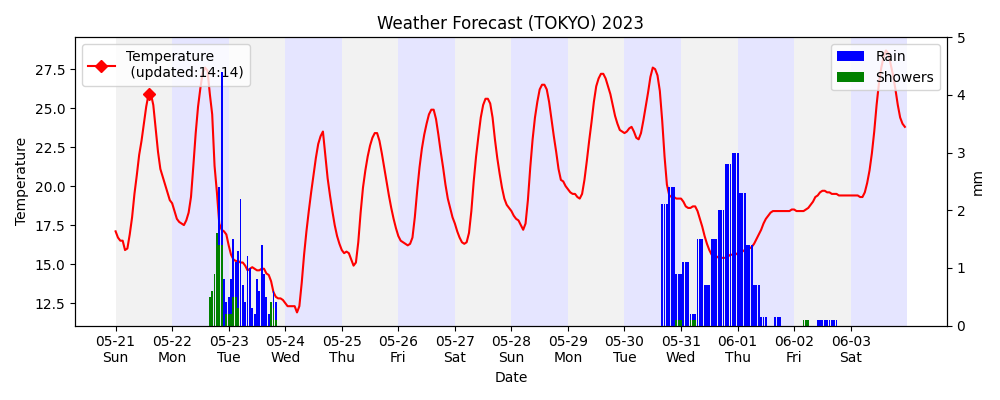 Weather Forecast (TOKYO) 2023
Temperature
(updated:14:14)
Rain
Showers
Temperature
27.5
25.0
22.5
20.0
17.5
15.0
12.5
5
4
3
2
1
0
mm
05-21 05-22 05-23 05-24 05-25 05-26 05-27 05-28 05-29 05-30 05-31 06-01 06-02 06-03
Sun Mon Tue Wed Thu Fri Sat Sun Mon Tue Wed Thu Fri Sat
Date